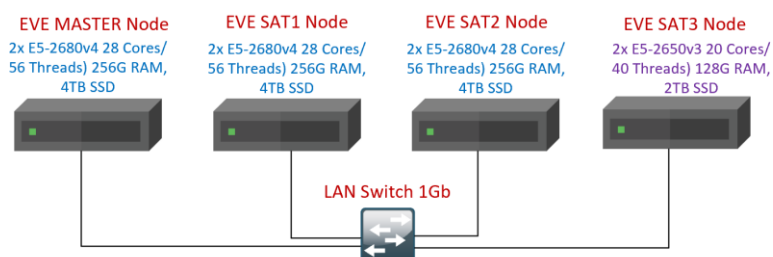 EVE MASTER Node
2x E5-2680v4 28 Cores/
56 Threads) 256G RAM,
4TB SSD
EVE SAT1 Node
2x E5-2680v4 28 Cores/
56 Threads) 256G RAM,
4TB SSD
EVE SAT2 Node
2x E5-2680v4 28 Cores/
56 Threads) 256G RAM,
4TB SSD
EVE SAT3 Node
2x E5-2650v3 20 Cores/
40 Threads) 128G RAM,
2TB SSD
LAN Switch 1Gb